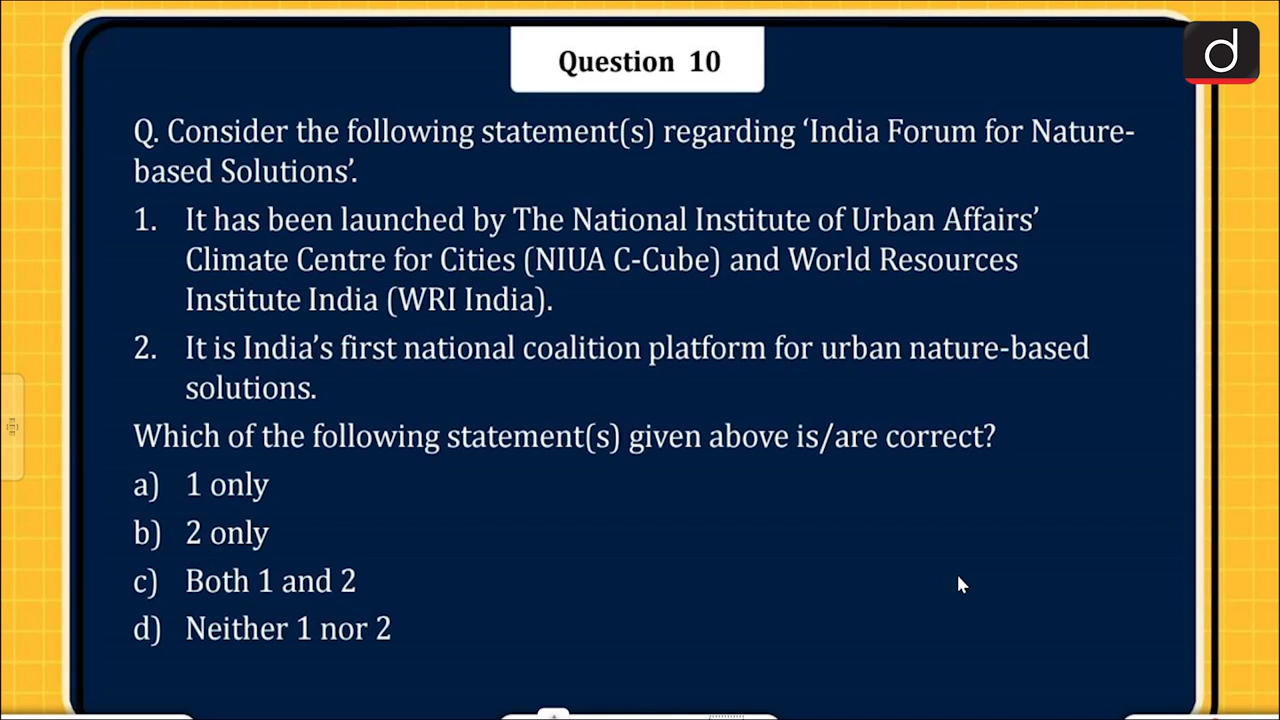 Question 10
d
Q. Consider the following statement(s) regarding ‘India Forum for Nature-
based Solutions’.
1. It has been launched by The National Institute of Urban Affairs’
Climate Centre for Cities (NIUA C-Cube) and World Resources
Institute India (WRI India).
2. It is India’s first national coalition platform for urban nature-based
solutions.
Which of the following statement(s) given above is/are correct?
a) 1 only
b) 2 only
c) Both 1 and 2
d) Neither 1 nor 2